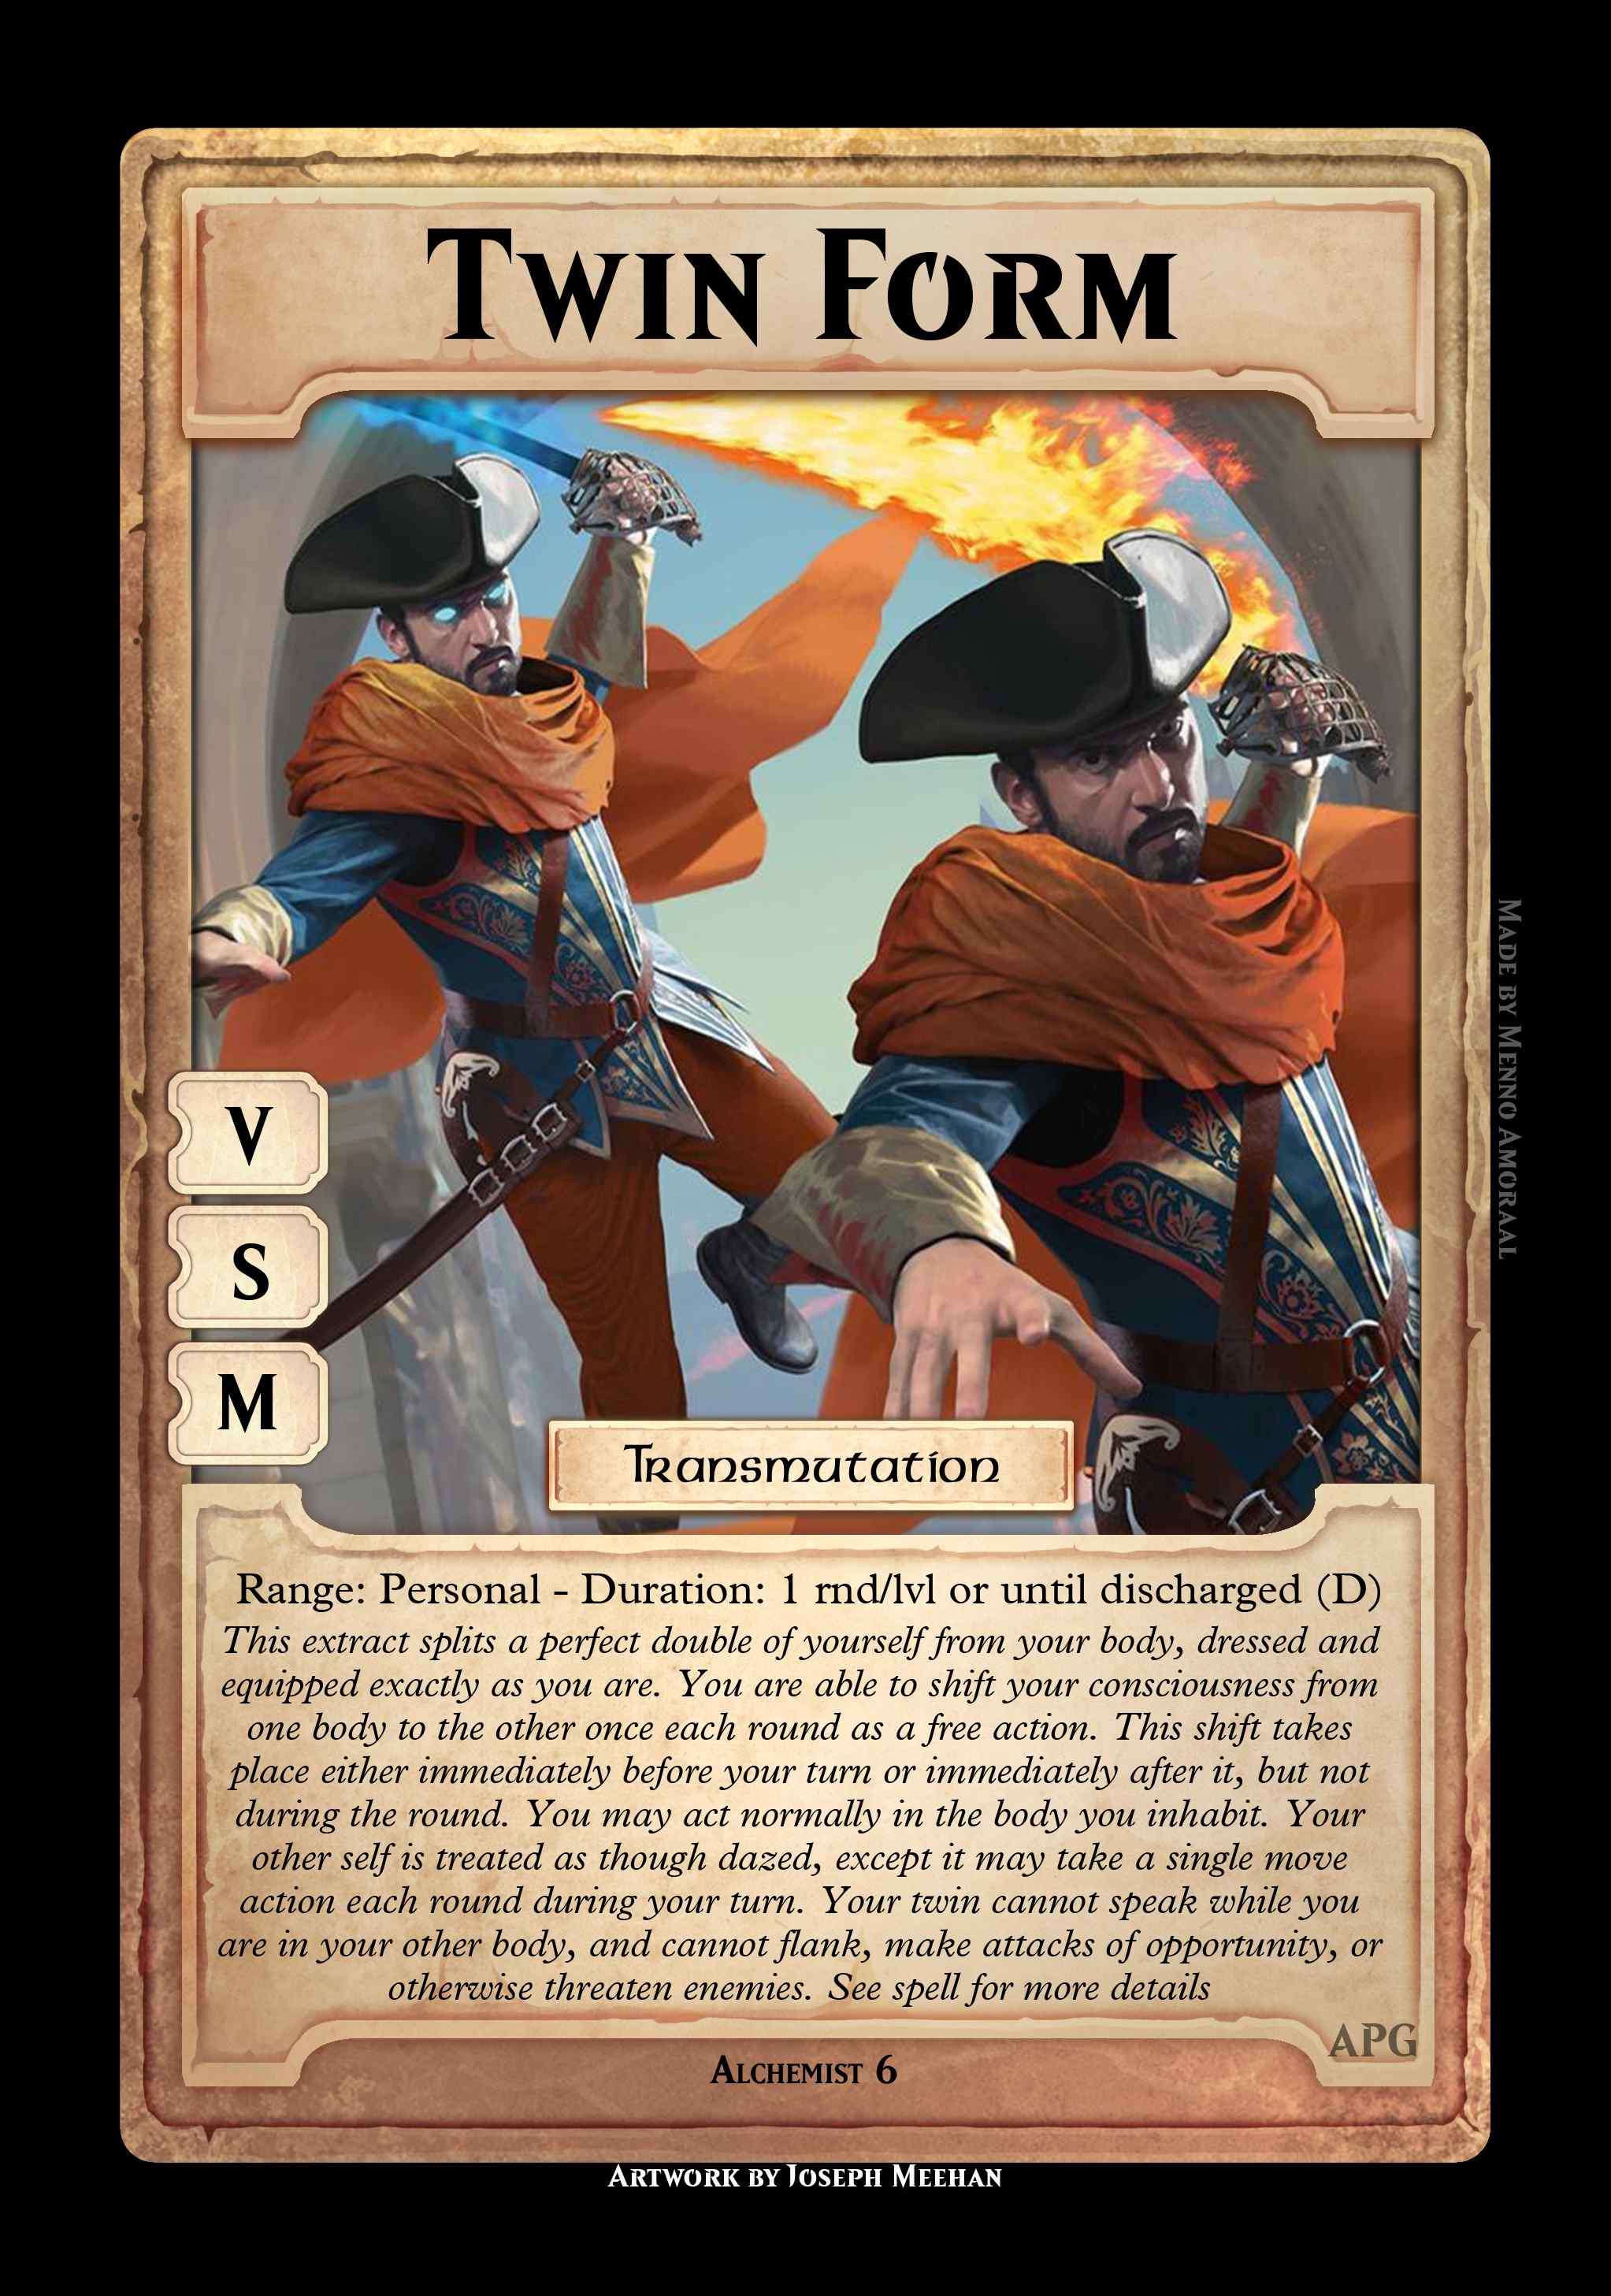 Twin Form
V
S
M
Transmutation
Range: Personal - Duration: 1 rnd/lvl or until discharged (D)
This extract splits a perfect double of yourself from your body, dressed and
equipped exactly as you are. You are able to shift your consciousness from
one body to the other once each round as a free action. This shift takes
place either immediately before your turn or immediately after it, but not
during the round. You may act normally in the body you inhabit. Your
other self is treated as though dazed, except it may take a single move
action each round during your turn. Your twin cannot speak while you
are in your other body, and cannot flank, make attacks of opportunity, or
otherwise threaten enemies. See spell for more details
APG
Alchemist 6
Artwork by Joseph Meehan
Made by Menno Amoraal